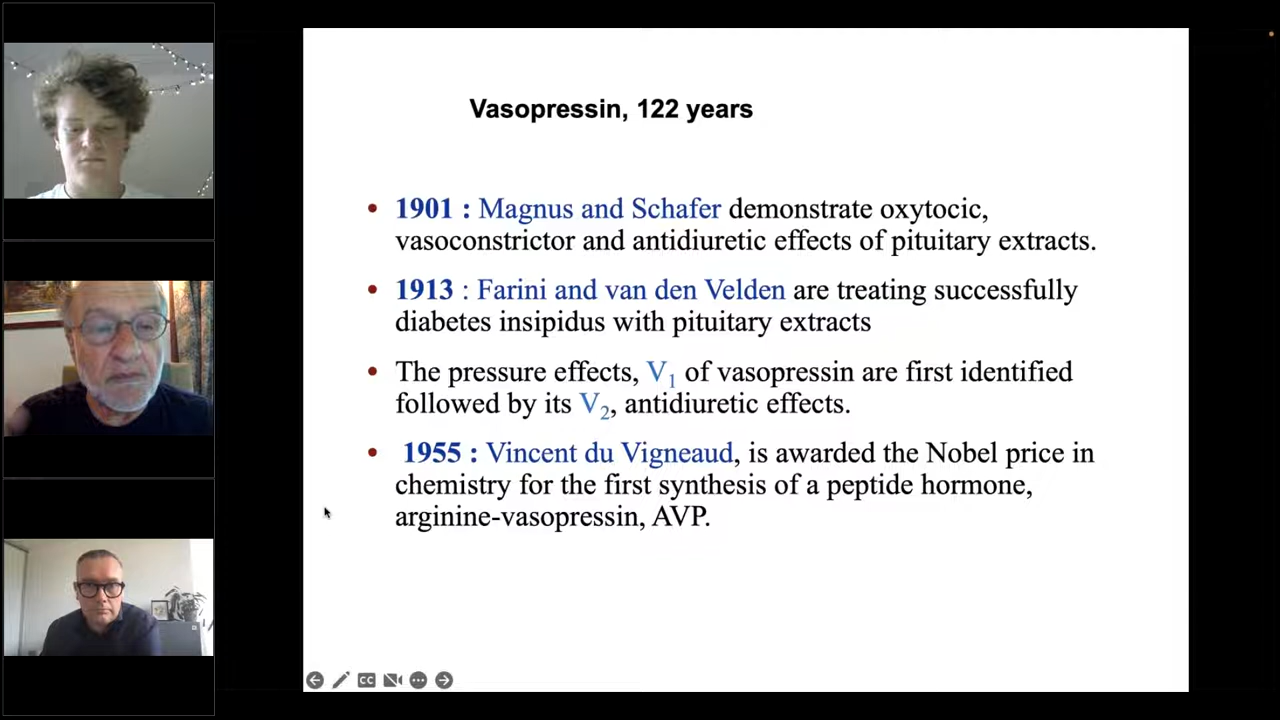 Vasopressin, 122 years
• 1901 : Magnus and Schafer demonstrate oxytocic,
vasoconstrictor and antidiuretic effects of pituitary extracts.
• 1913 : Farini and van den Velden are treating successfully
diabetes insipidus with pituitary extracts
• The pressure effects, V₁ of vasopressin are first identified
followed by its V₂, antidiuretic effects.
• 1955 : Vincent du Vigneaud, is awarded the Nobel price in
chemistry for the first synthesis of a peptide hormone,
arginine-vasopressin, AVP.
CC